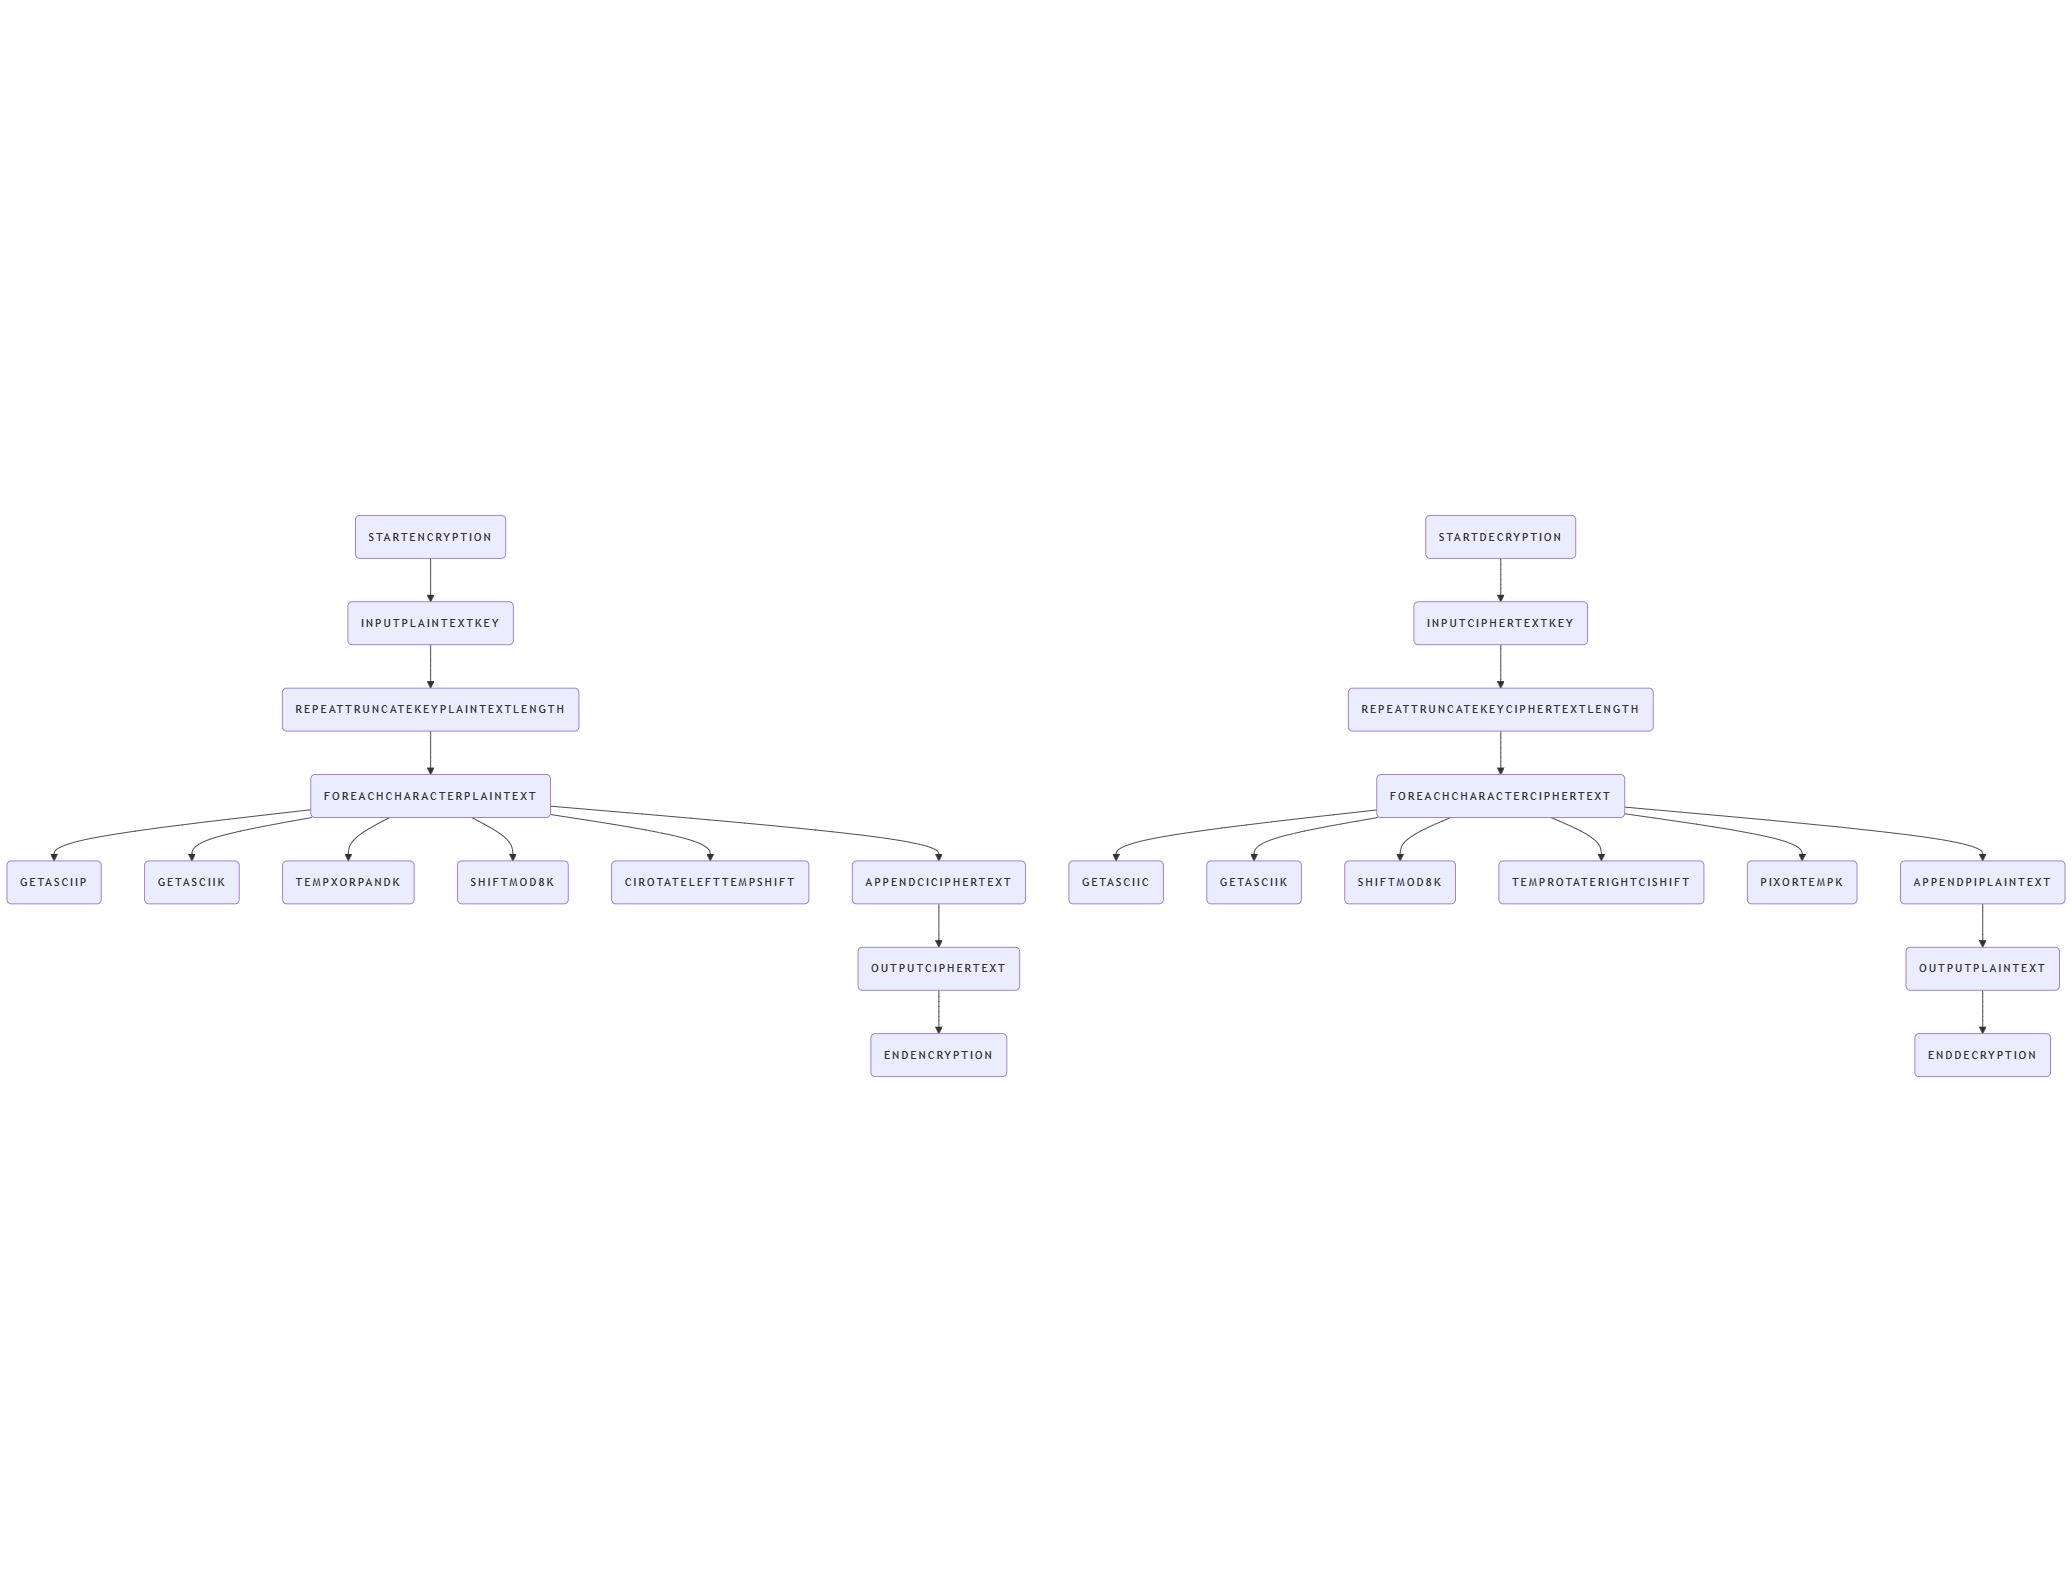 STARTENCRYPTION
INPUTPLAINTEXTKEY
REPEATTRUNCATEKEYPLAINTEXTLENGTH
FOREACHCHARACTERPLAINTEXT
GETASCIIP
GETASCIIK
TEMPXORPANDK
SHIFTMOD8K
CIROTATELEFTTEMPSHIFT
APPENDCICIPHERTEXT
OUTPUTCIPHERTEXT
ENDENCRYPTION
STARTDECRYPTION
INPUTCIPHERTEXTKEY
REPEATTRUNCATEKEYCIPHERTEXTLENGTH
FOREACHCHARACTERCIPHERTEXT
GETASCIIC
GETASCIIK
SHIFTMOD8K
TEMPROTATERIGHTCISHIFT
PIXORTEMPK
APPENDPIPLAINTEXT
OUTPUTPLAINTEXT
ENDDECRYPTION